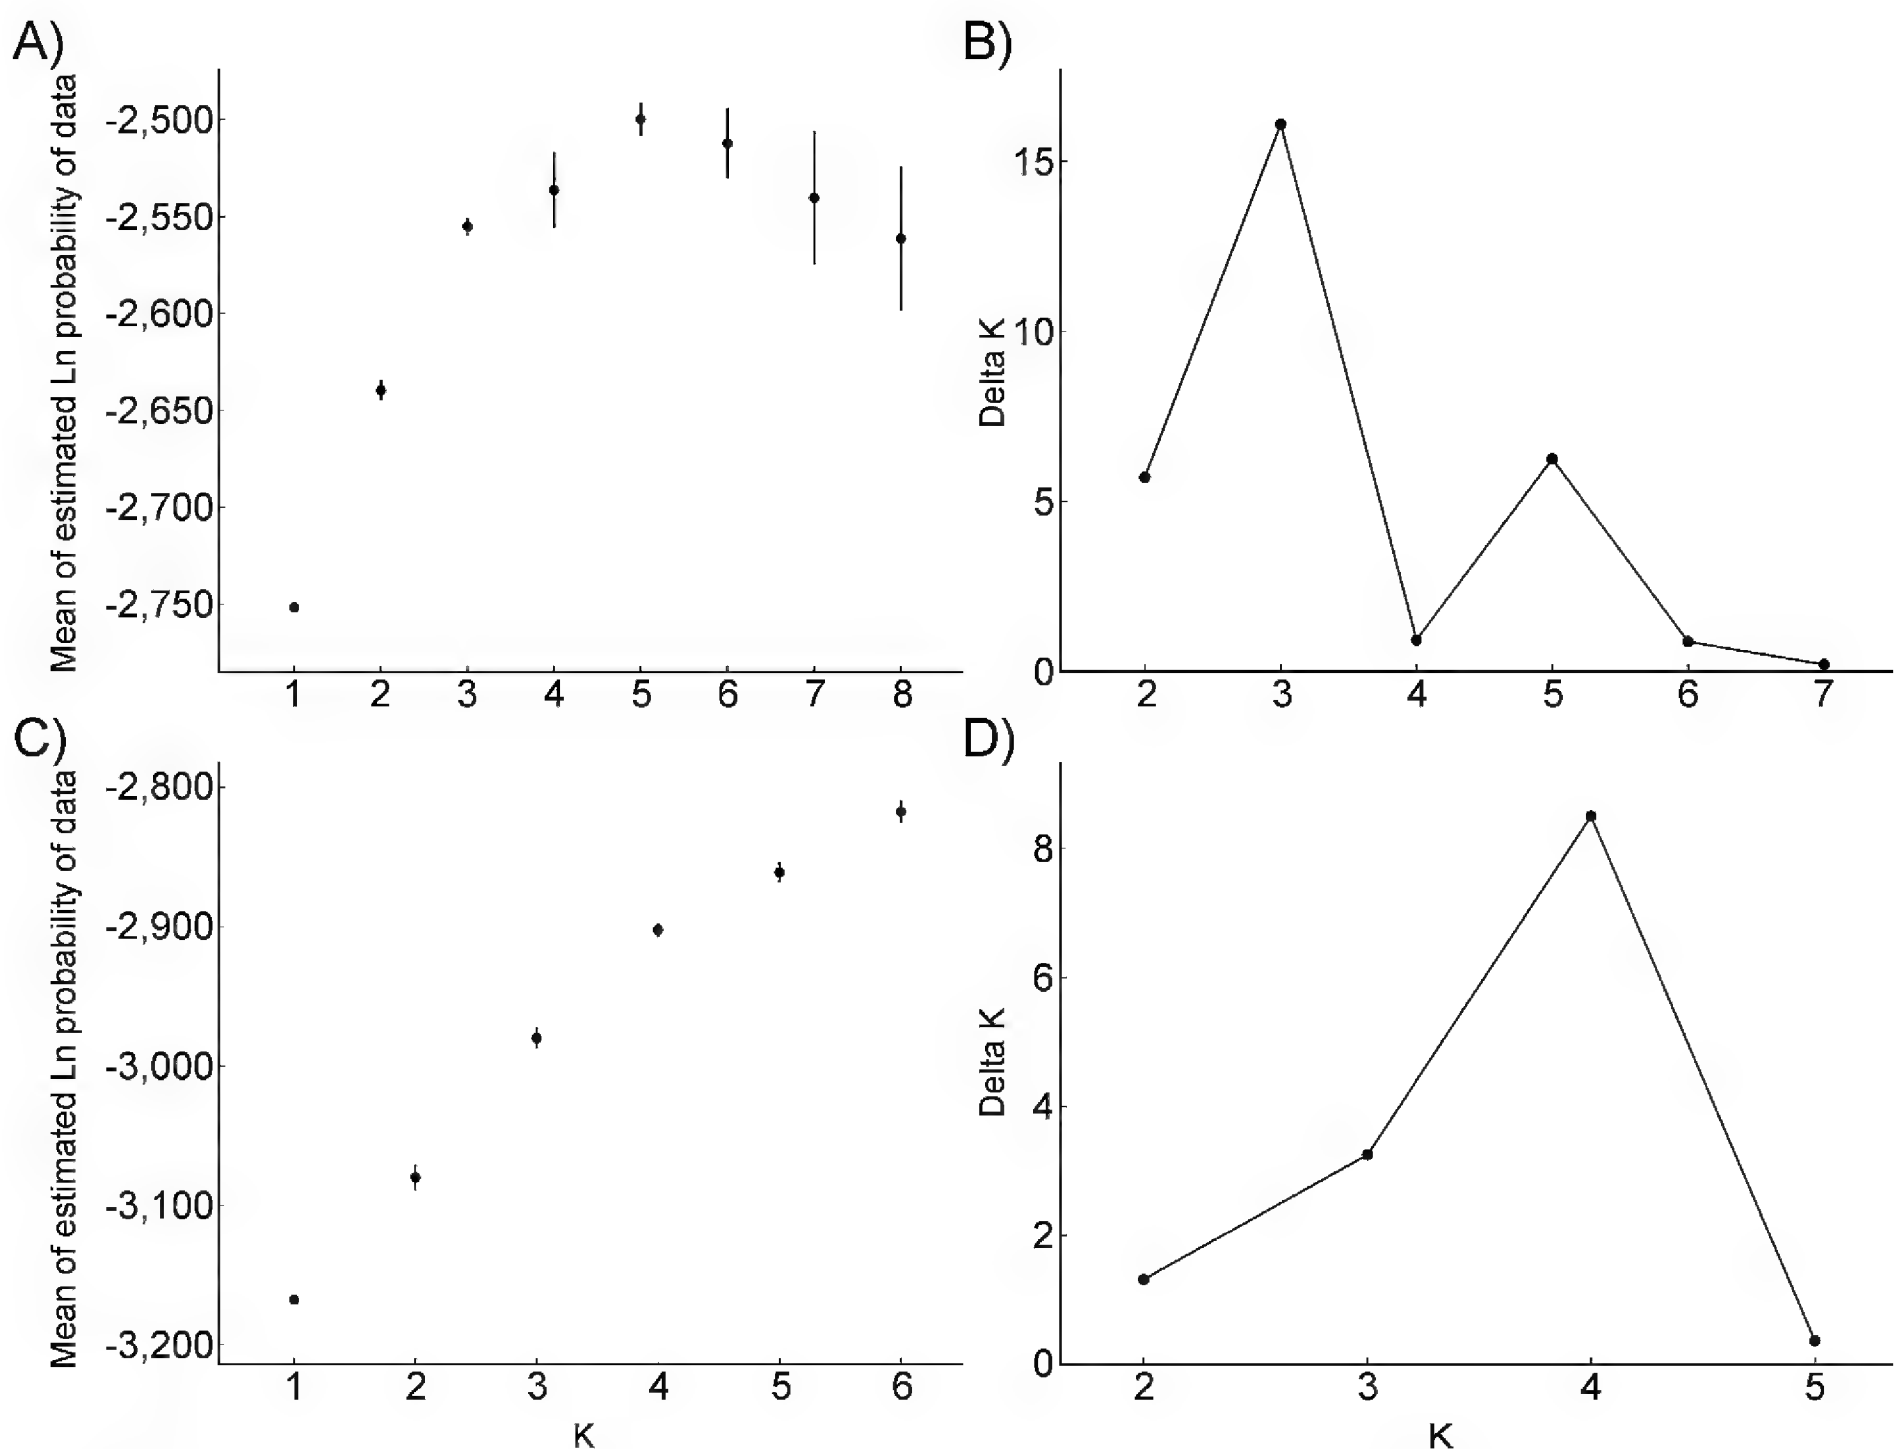 A)
Mean of estimated Ln probability of data
-2,500
-2,550
-2,600
-2,650
-2,700
-2,750
1 2 3 4 5 6 7 8
B)
Delta K
15
10
5
0
2 3 4 5 6 7
C)
Mean of estimated Ln probability of data
-2,800
-2,900
-3,000
-3,100
-3,200
1 2 3 4 5 6
K
D)
Delta K
8
6
4
2
0
2 3 4 5
K